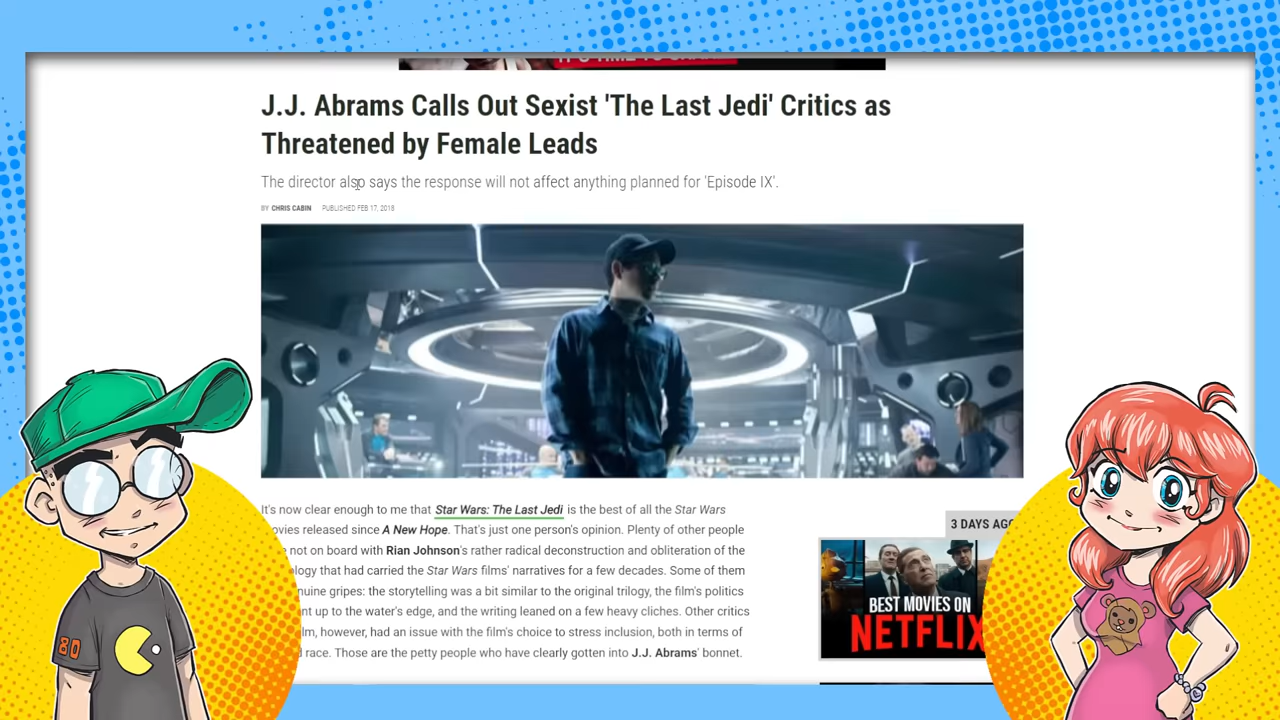 J.J. Abrams Calls Out Sexist 'The Last Jedi' Critics as
Threatened by Female Leads
The director also says the response will not affect anything planned for 'Episode IX'.
BY CHRIS CABIN PUBLISHED FEB 17, 2018
It's now clear enough to me that Star Wars: The Last Jedi is the best of all the Star Wars
ovies released since A New Hope. That's just one person's opinion. Plenty of other people
not on board with Rian Johnson's rather radical deconstruction and obliteration of the
ology that had carried the Star Wars films' narratives for a few decades. Some of them
nuine gripes: the storytelling was a bit similar to the original trilogy, the film's politics
nt up to the water's edge, and the writing leaned on a few heavy cliches. Other critics
lm, however, had an issue with the film's choice to stress inclusion, both in terms of
race. Those are the petty people who have clearly gotten into J.J. Abrams' bonnet.
3 DAYS AGO
BEST MOVIES ON
NETFLIX
80